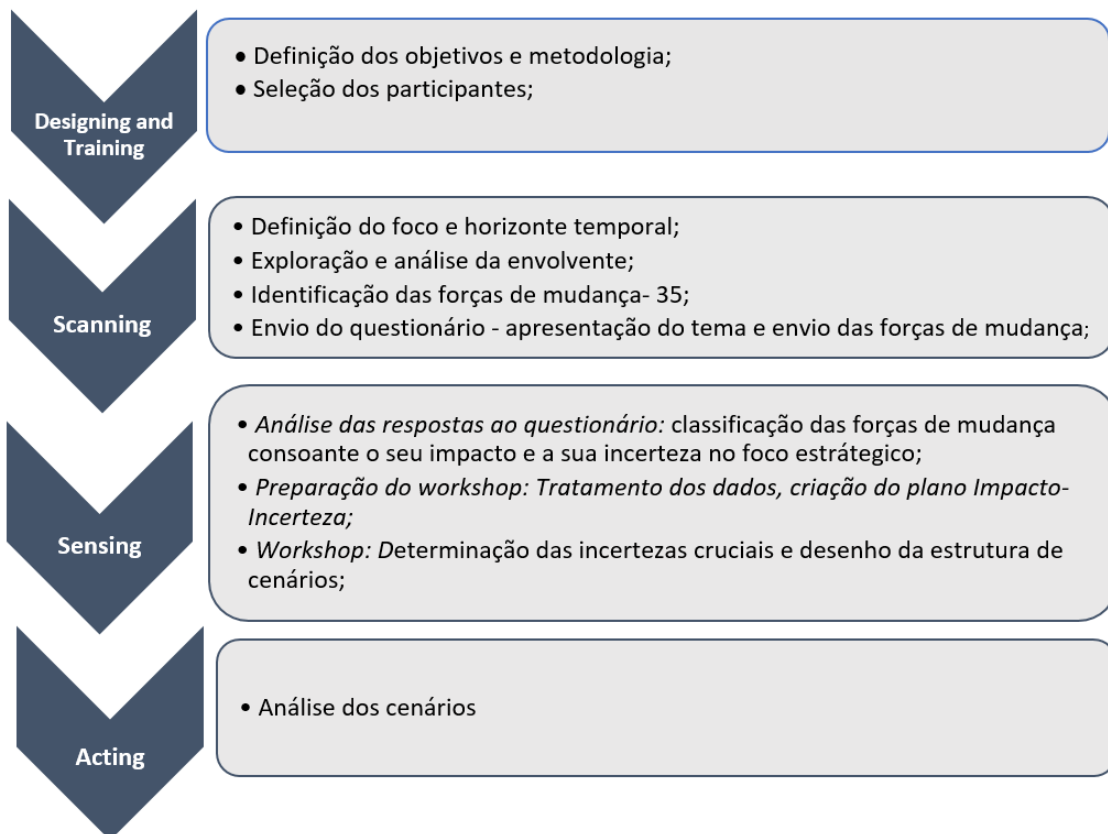 Designing and
Training
• Definição dos objetivos e metodologia;
• Seleção dos participantes;
Scanning
• Definição do foco e horizonte temporal;
• Exploração e análise da envolvente;
• Identificação das forças de mudança- 35;
• Envio do questionário - apresentação do tema e envio das forças de mudança;
Sensing
• Análise das respostas ao questionário: classificação das forças de mudança
consoante o seu impacto e a sua incerteza no foco estrátegico;
• Preparação do workshop: Tratamento dos dados, criação do plano Impacto-
Incerteza;
• Workshop: Determinação das incertezas cruciais e desenho da estrutura de
cenários;
Acting
• Análise dos cenários